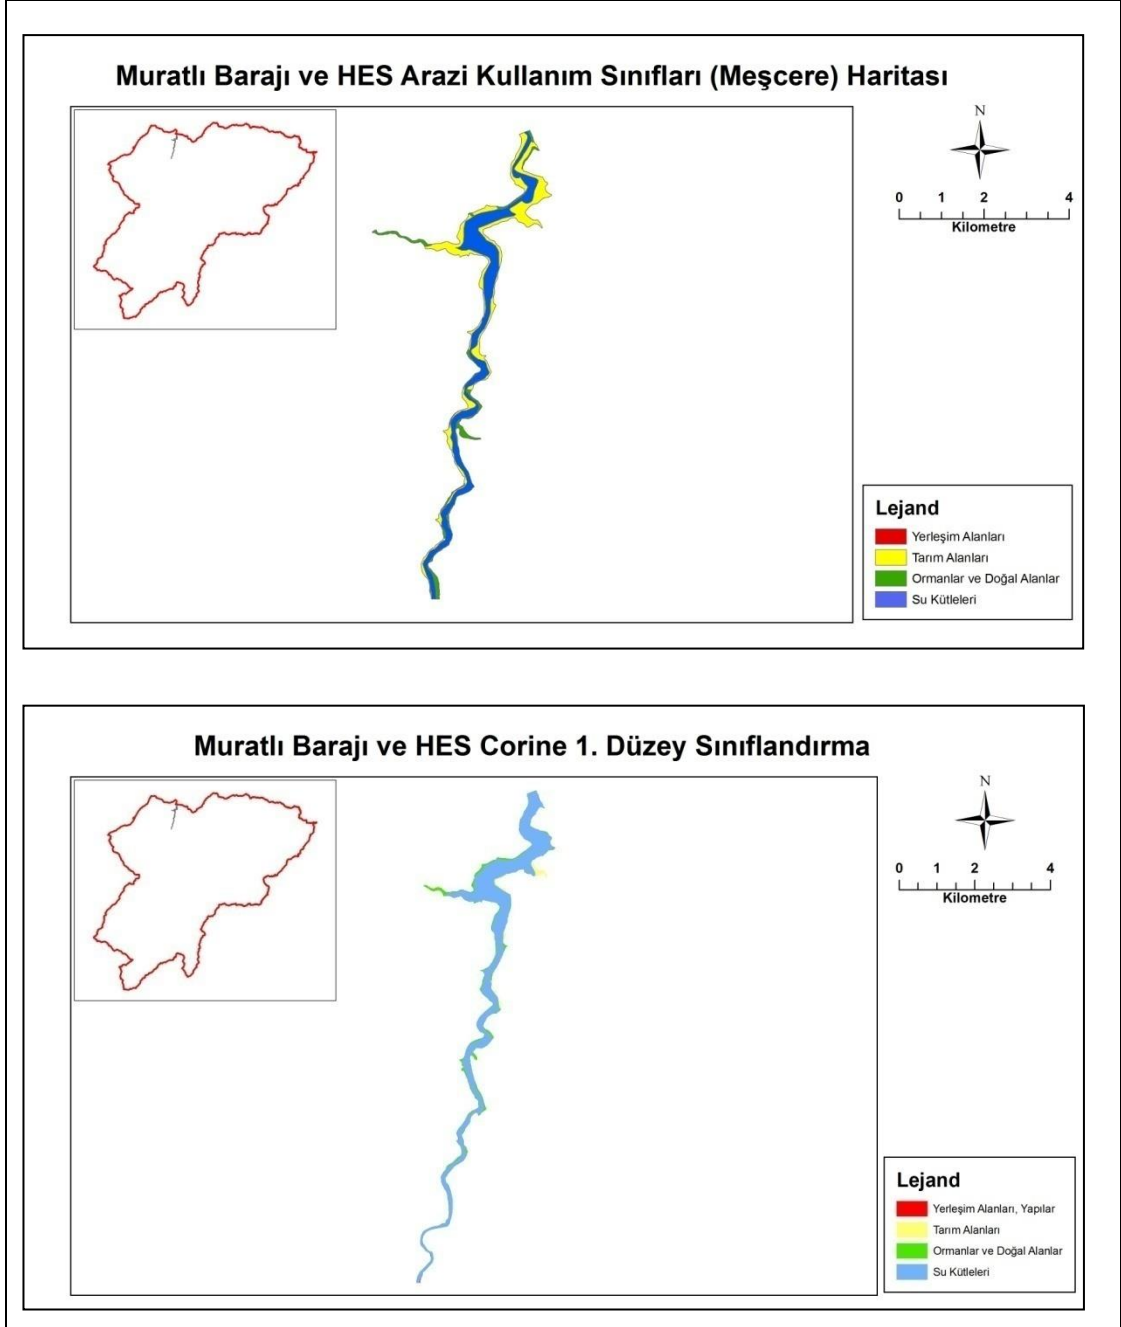 Muratlı Barajı ve HES Arazi Kullanım Sınıfları (Meşcere) Haritası
N
0 1 2 4
Kilometre
Lejand
Yerleşim Alanları
Tarım Alanları
Ormanlar ve Doğal Alanlar
Su Kütleleri
Muratlı Barajı ve HES Corine 1. Düzey Sınıflandırma
N
0 1 2 4
Kilometre
Lejand
Yerleşim Alanları, Yapılar
Tarım Alanları
Ormanlar ve Doğal Alanlar
Su Kütleleri